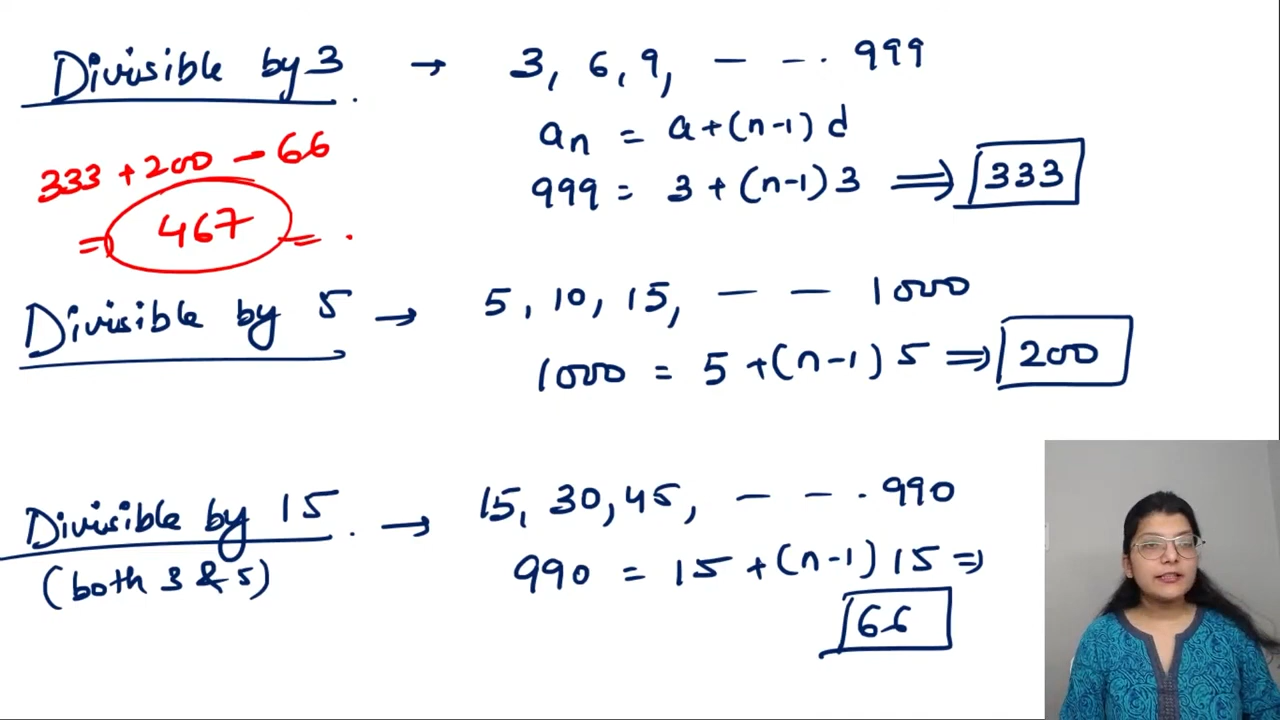 Divisible by 3 → 3, 6, 9, — – - . 999
an = a+(n-1) d
999 = 3 + (n-1) 3 ⟹ 333
333 +200 – 66
= 467 = .
Divisible by 5 → 5, 10, 15, — — 1000
1000 = 5 +(n-1) 5 ⟹ 200
Divisible by 15 . → 15, 30, 45, — – . 990
(both 3 & 5)
990 = 15 +(n-1) 15 ⇒
66